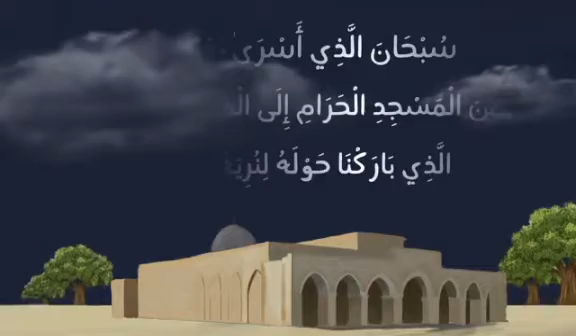 سُبْحَانَ الَّذِي أَسْرَىٰ
الْمَسْجِدِ الْحَرَامِ إِلَى
الَّذِي بَارَكْنَا حَوْلَهُ